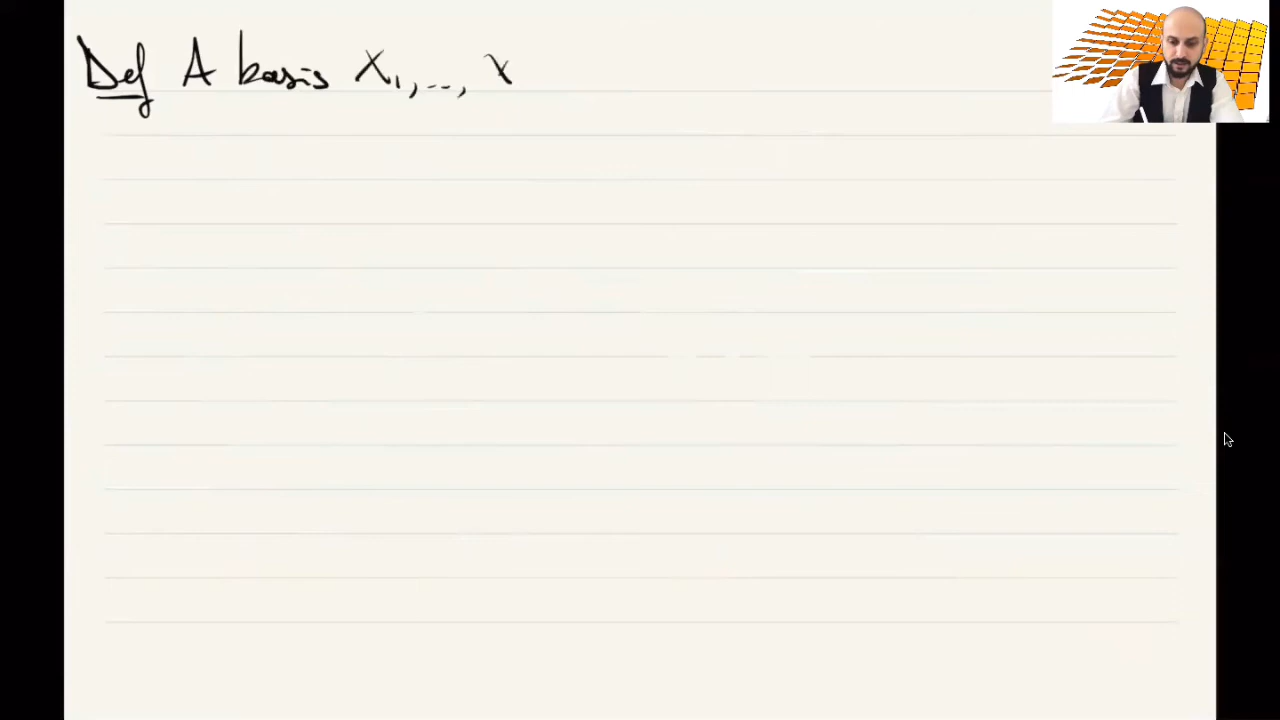 Def A basis X₁, .., X